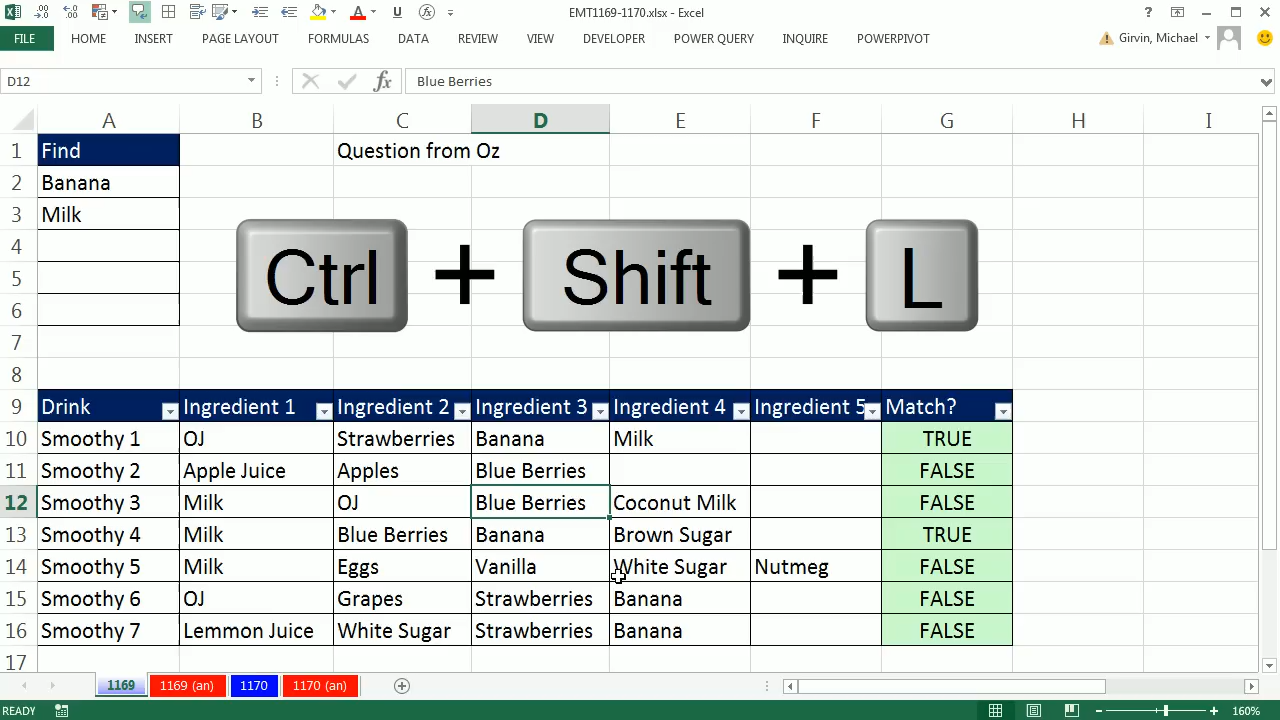 EMT1169-1170.xlsx - Excel
FILE HOME INSERT PAGE LAYOUT FORMULAS DATA REVIEW VIEW DEVELOPER POWER QUERY INQUIRE POWERPIVOT Girvin, Michael
D12 fx Blue Berries
A B C D E F G H I
1 Find Question from Oz
2 Banana
3 Milk
4
5
6
7
8
Ctrl + Shift + L
9 Drink Ingredient 1 Ingredient 2 Ingredient 3 Ingredient 4 Ingredient 5 Match?
10 Smoothy 1 OJ Strawberries Banana Milk TRUE
11 Smoothy 2 Apple Juice Apples Blue Berries FALSE
12 Smoothy 3 Milk OJ Blue Berries Coconut Milk FALSE
13 Smoothy 4 Milk Blue Berries Banana Brown Sugar TRUE
14 Smoothy 5 Milk Eggs Vanilla White Sugar Nutmeg FALSE
15 Smoothy 6 OJ Grapes Strawberries Banana FALSE
16 Smoothy 7 Lemmon Juice White Sugar Strawberries Banana FALSE
17
1169 1169 (an) 1170 1170 (an)
READY 160%